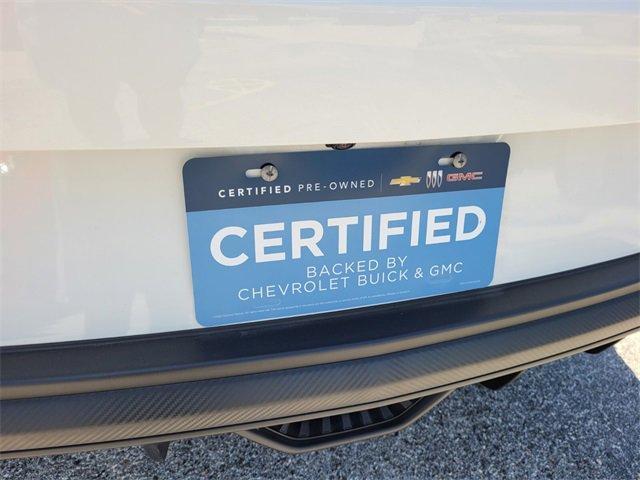 CERTIFIED PRE-OWNED GMC
CERTIFIED
BACKED BY
CHEVROLET BUICK & GMC